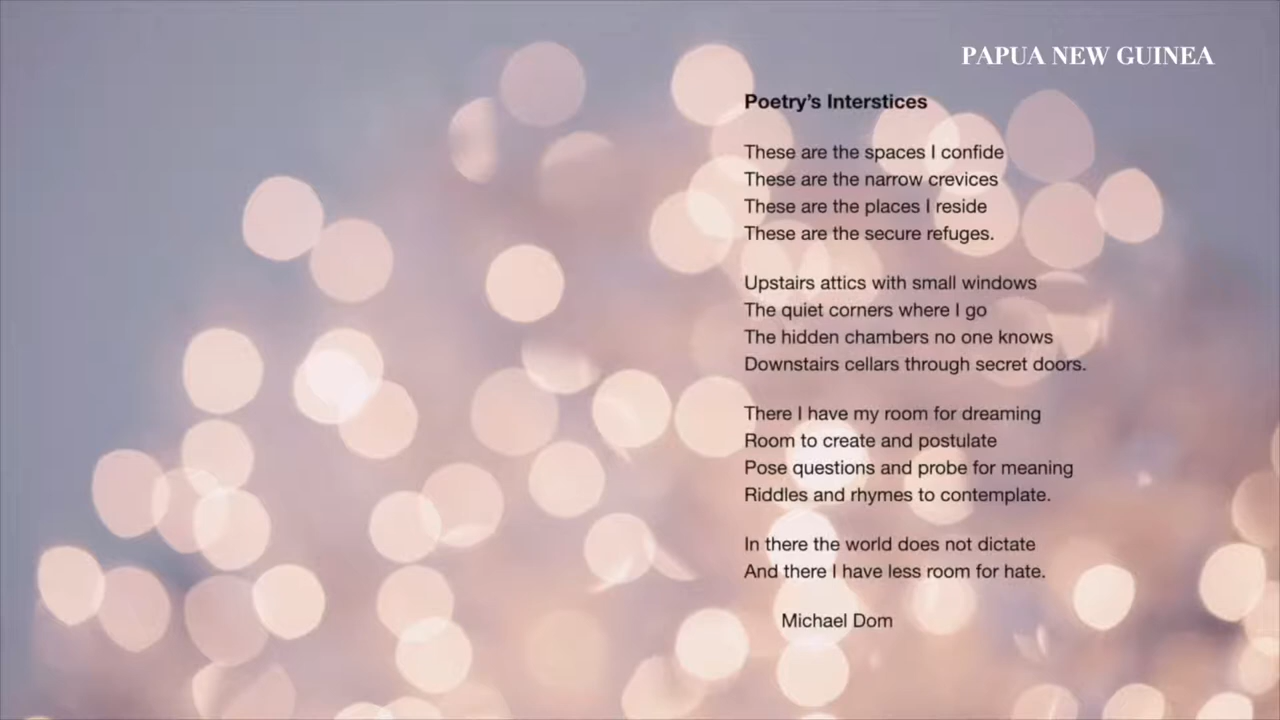 PAPUA NEW GUINEA
Poetry's Interstices
These are the spaces I confide
These are the narrow crevices
These are the places I reside
These are the secure refuges.
Upstairs attics with small windows
The quiet corners where I go
The hidden chambers no one knows
Downstairs cellars through secret doors.
There I have my room for dreaming
Room to create and postulate
Pose questions and probe for meaning
Riddles and rhymes to contemplate.
In there the world does not dictate
And there I have less room for hate.
Michael Dom